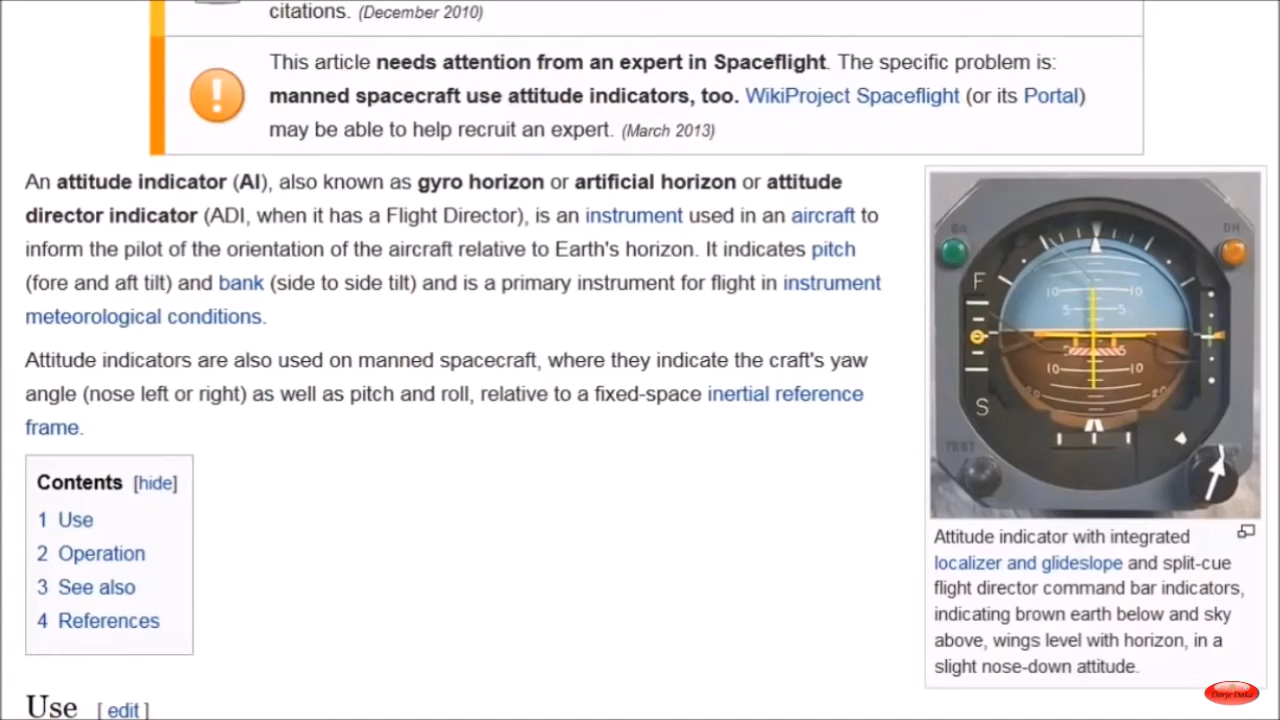 citations. (December 2010)
This article needs attention from an expert in Spaceflight. The specific problem is:
manned spacecraft use attitude indicators, too. WikiProject Spaceflight (or its Portal)
may be able to help recruit an expert. (March 2013)
An attitude indicator (AI), also known as gyro horizon or artificial horizon or attitude
director indicator (ADI, when it has a Flight Director), is an instrument used in an aircraft to
inform the pilot of the orientation of the aircraft relative to Earth's horizon. It indicates pitch
(fore and aft tilt) and bank (side to side tilt) and is a primary instrument for flight in instrument
meteorological conditions.
Attitude indicators are also used on manned spacecraft, where they indicate the craft's yaw
angle (nose left or right) as well as pitch and roll, relative to a fixed-space inertial reference
frame.
Contents [hide]
1 Use
2 Operation
3 See also
4 References
Use [ edit ]
GA
DH
F
10 10
5 5
10 10
20 20
S
TEST
Attitude indicator with integrated
localizer and glideslope and split-cue
flight director command bar indicators,
indicating brown earth below and sky
above, wings level with horizon, in a
slight nose-down attitude.